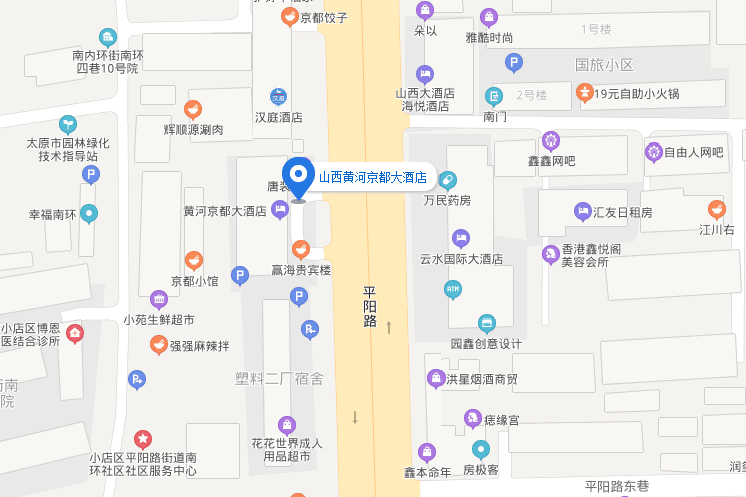 京都饺子
朵以
雅酷时尚
1号楼
南内环街南环
四巷10号院
国旅小区
山西大酒店
海悦酒店
2号楼
19元自助小火锅
南门
汉庭酒店
辉顺源涮肉
太原市园林绿化
技术指导站
鑫鑫网吧
自由人网吧
山西黄河京都大酒店
唐装
万民药房
幸福南环
黄河京都大酒店
汇友日租房
江川右
香港鑫悦阁
美容会所
云水国际大酒店
赢海贵宾楼
京都小馆
ATM
平阳路
小苑生鲜超市
小店区博恩
医结合诊所
强强麻辣拌
园鑫创意设计
塑料二厂宿舍
洪星烟酒商贸
街南
院
痣缘宫
花花世界成人
用品超市
小店区平阳路街道南
环社区社区服务中心
鑫本命年
房极客
润玺
平阳路东巷